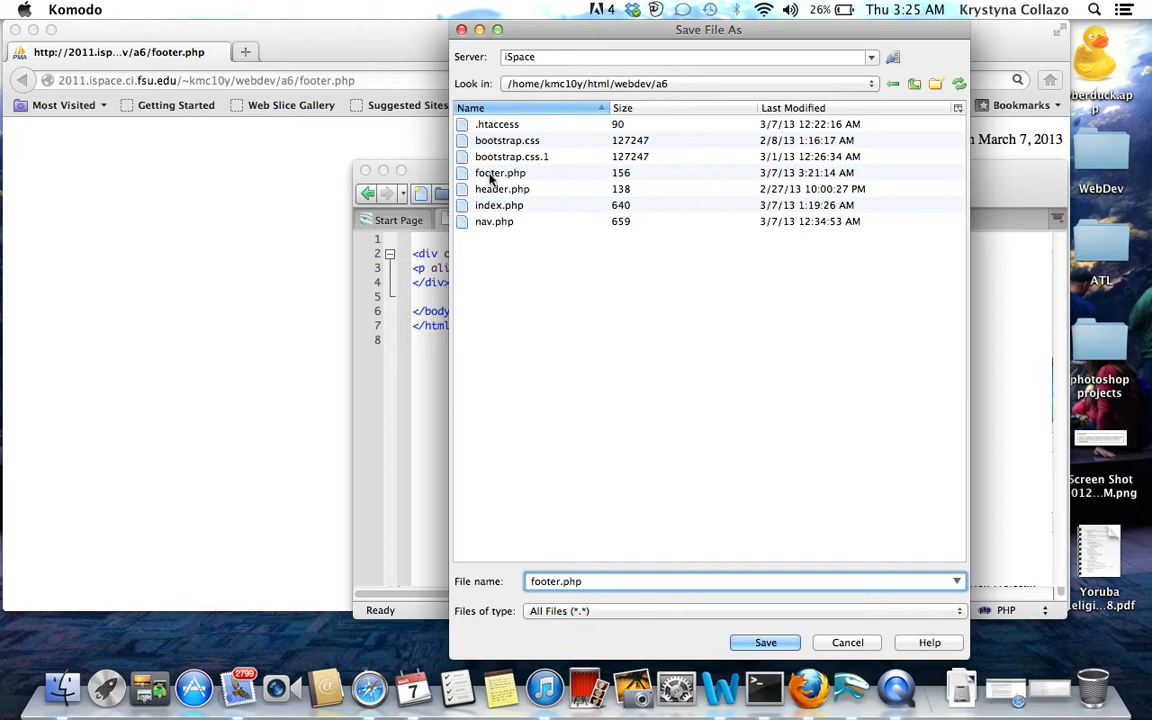 Komodo
4
26%
Thu 3:25 AM
Krystyna Collazo
http://2011.isp...v/a6/footer.php
2011.ispace.ci.fsu.edu/~kmc10y/webdev/a6/footer.php
Most Visited
Getting Started
Web Slice Gallery
Suggested Sites
Bookmarks
n March 7, 2013
Start Page
1
2 <div c
3 <p ali
4 </div>
5
6 </body
7 </html
8
Ready
PHP
Save File As
Server: iSpace
Look in: /home/kmc10y/html/webdev/a6
Name Size Last Modified
.htaccess 90 3/7/13 12:22:16 AM
bootstrap.css 127247 2/8/13 1:16:17 AM
bootstrap.css.1 127247 3/1/13 12:26:34 AM
footer.php 156 3/7/13 3:21:14 AM
header.php 138 2/27/13 10:00:27 PM
index.php 640 3/7/13 1:19:26 AM
nav.php 659 3/7/13 12:34:53 AM
File name: footer.php
Files of type: All Files (*.*)
Save
Cancel
Help
WebDev
ATL
photoshop
projects
Screen Shot
012...M.png
Yoruba
eligi...8.pdf
2799
MAR
7